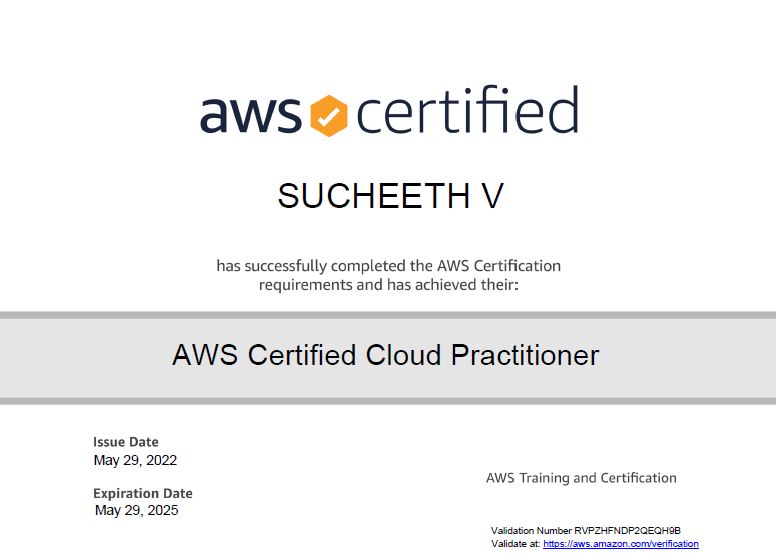 aws certified
SUCHEETH V
has successfully completed the AWS Certification
requirements and has achieved their:
AWS Certified Cloud Practitioner
Issue Date
May 29, 2022
Expiration Date
May 29, 2025
AWS Training and Certification
Validation Number RVPZHFNDP2QEQH9B
Validate at: https://aws.amazon.com/verification